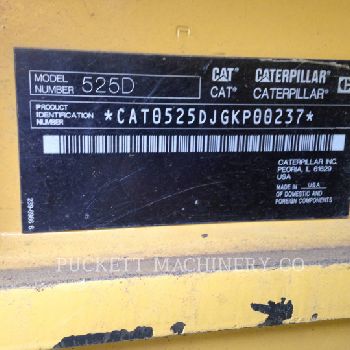 MODEL NUMBER 525D
CAT CATERPILLAR
CAT® CATERPILLAR®
PRODUCT IDENTIFICATION NUMBER *CAT0525DJGKP00237*
CATERPILLAR INC.
PEORIA, IL 61629
USA
MADE IN USA
OF DOMESTIC AND
FOREIGN COMPONENTS
PUCKETT MACHINERY CO